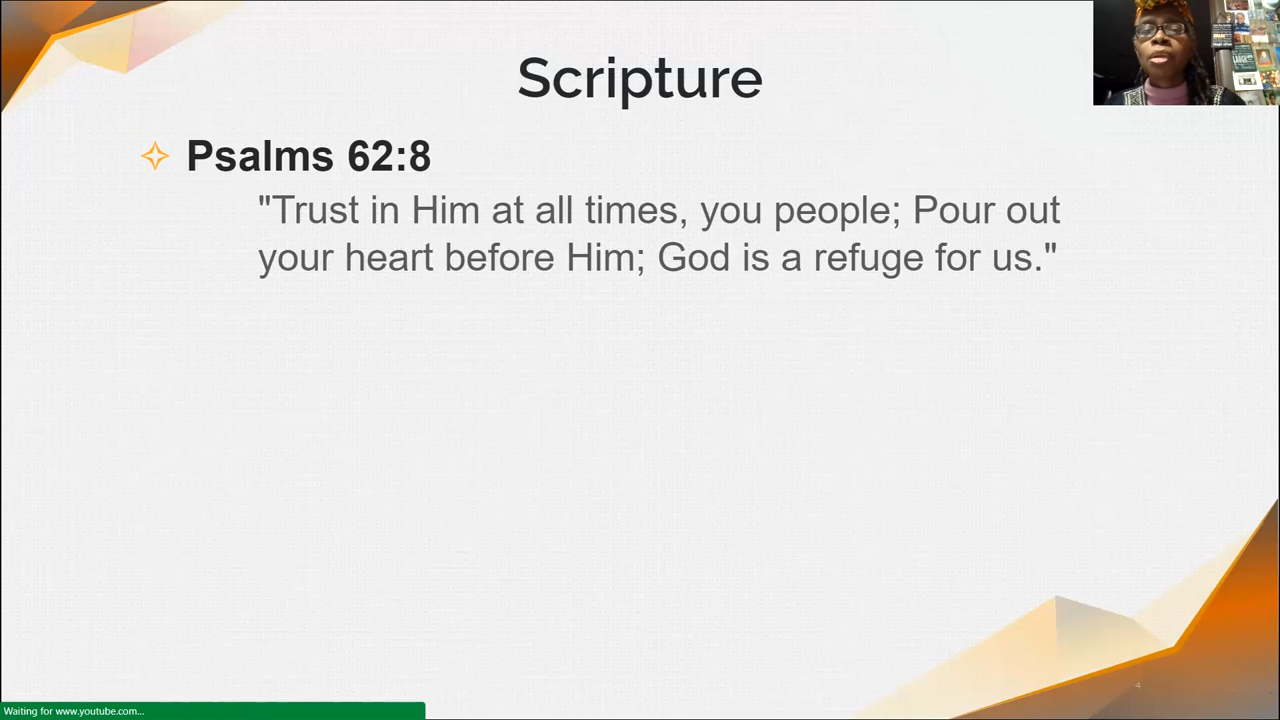 Scripture
Psalms 62:8
"Trust in Him at all times, you people; Pour out
your heart before Him; God is a refuge for us."
4
Waiting for www.youtube.com...